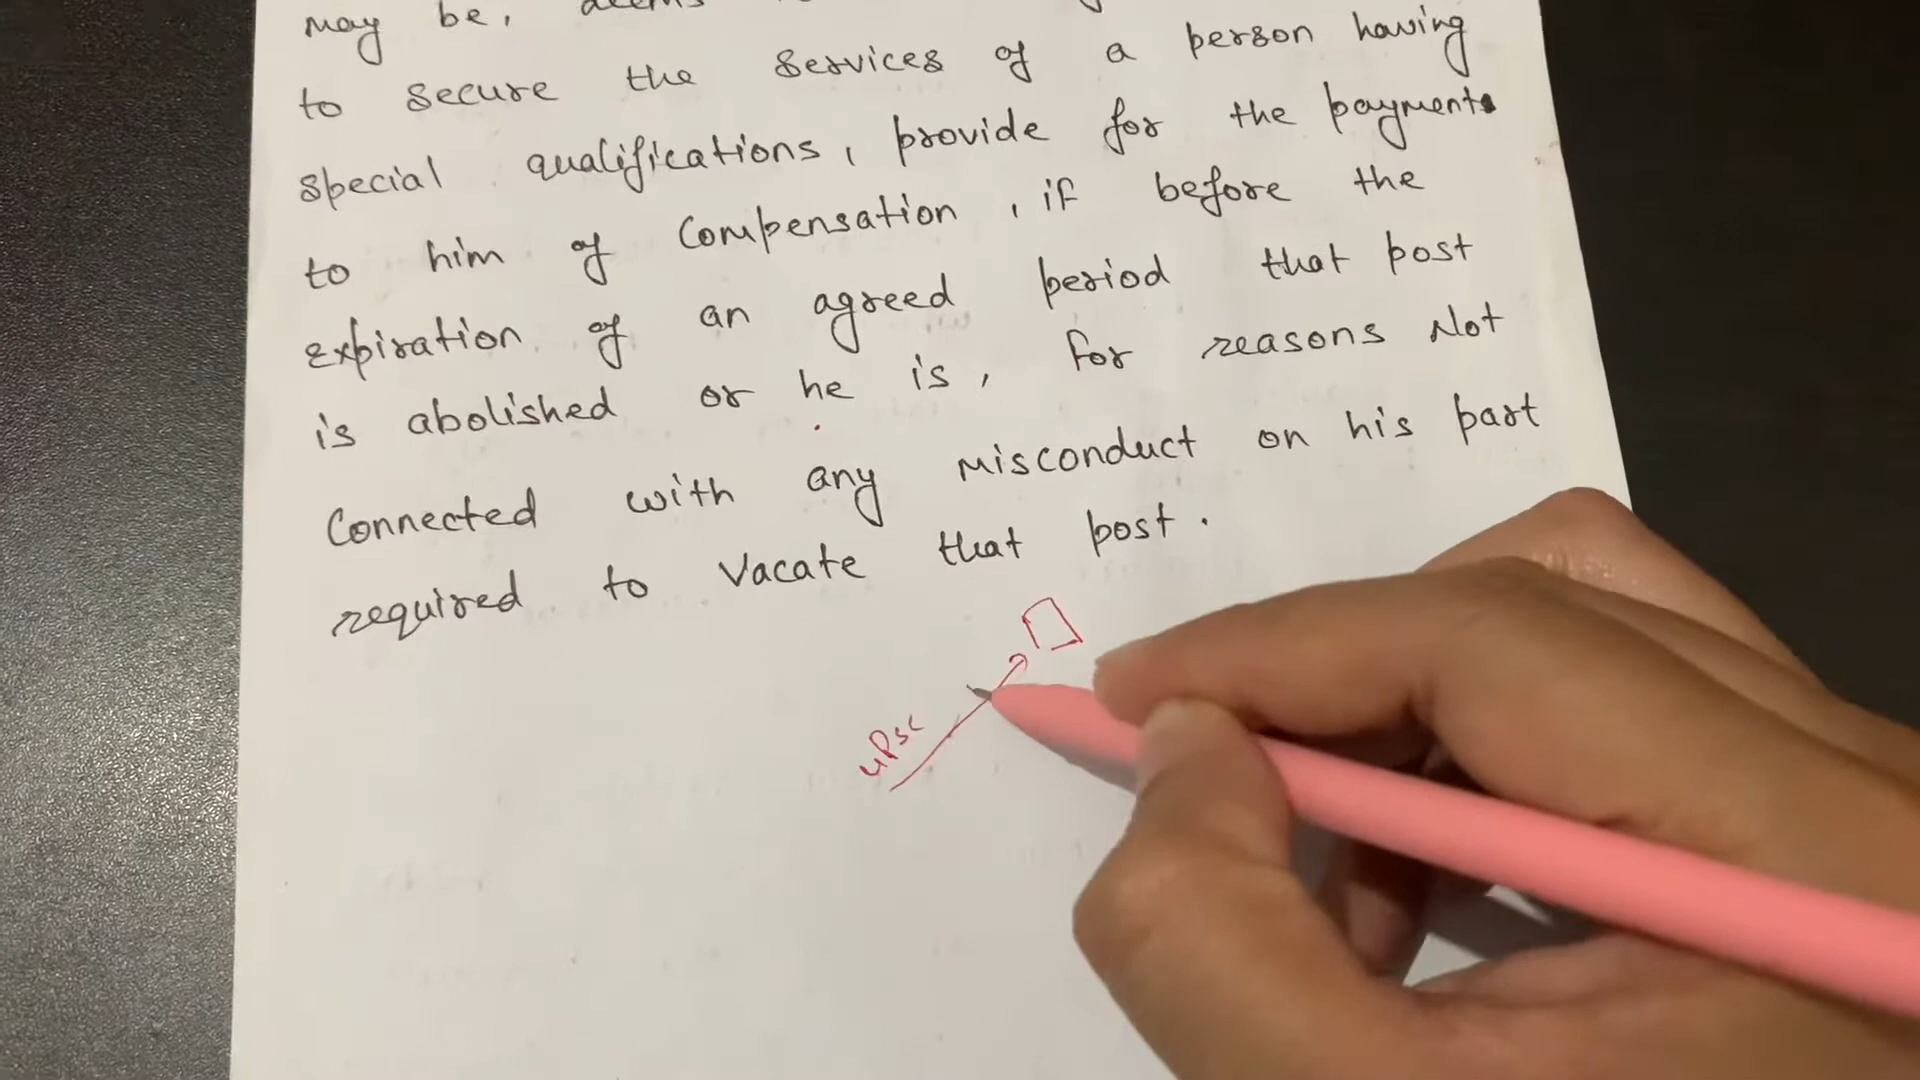 may be, deems
to secure the services of a person having
special qualifications, provide for the payment
to him of Compensation, if before the
expiration of an agreed period that post
is abolished or he is, for reasons Not
Connected with any Misconduct on his part
required to Vacate that post.
UPSC